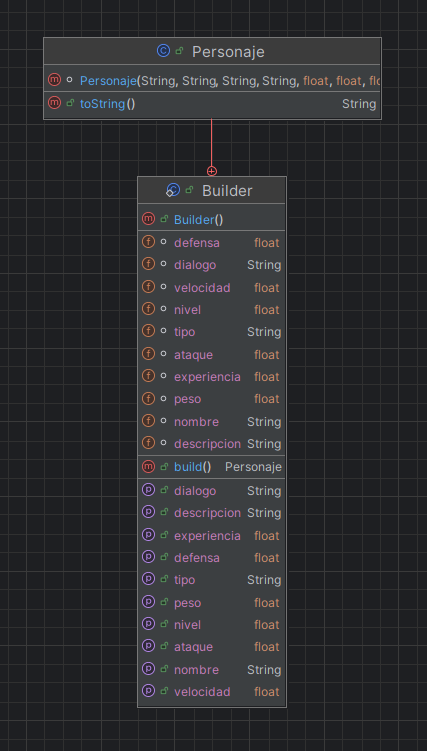 Personaje
Personaje(String, String, String, String, float, float, flo
toString() String
Builder
Builder()
defensa float
dialogo String
velocidad float
nivel float
tipo String
ataque float
experiencia float
peso float
nombre String
descripcion String
build() Personaje
dialogo String
descripcion String
experiencia float
defensa float
tipo String
peso float
nivel float
ataque float
nombre String
velocidad float